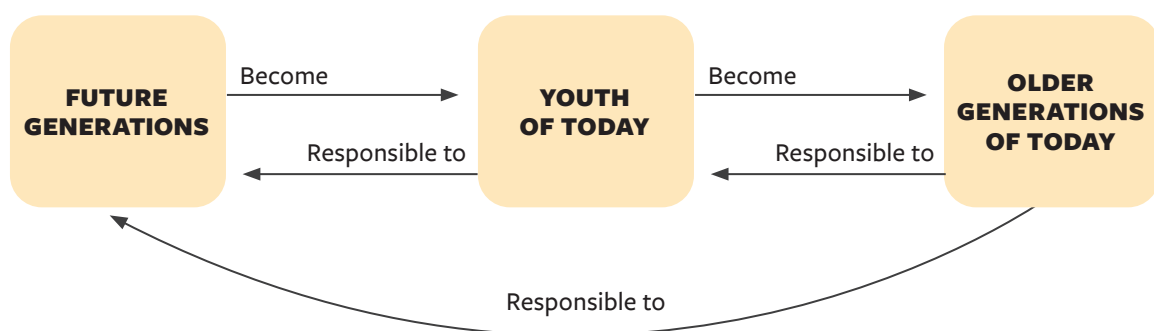 Become
Become
FUTURE
GENERATIONS
YOUTH
OF TODAY
OLDER
GENERATIONS
OF TODAY
Responsible to
Responsible to
Responsible to